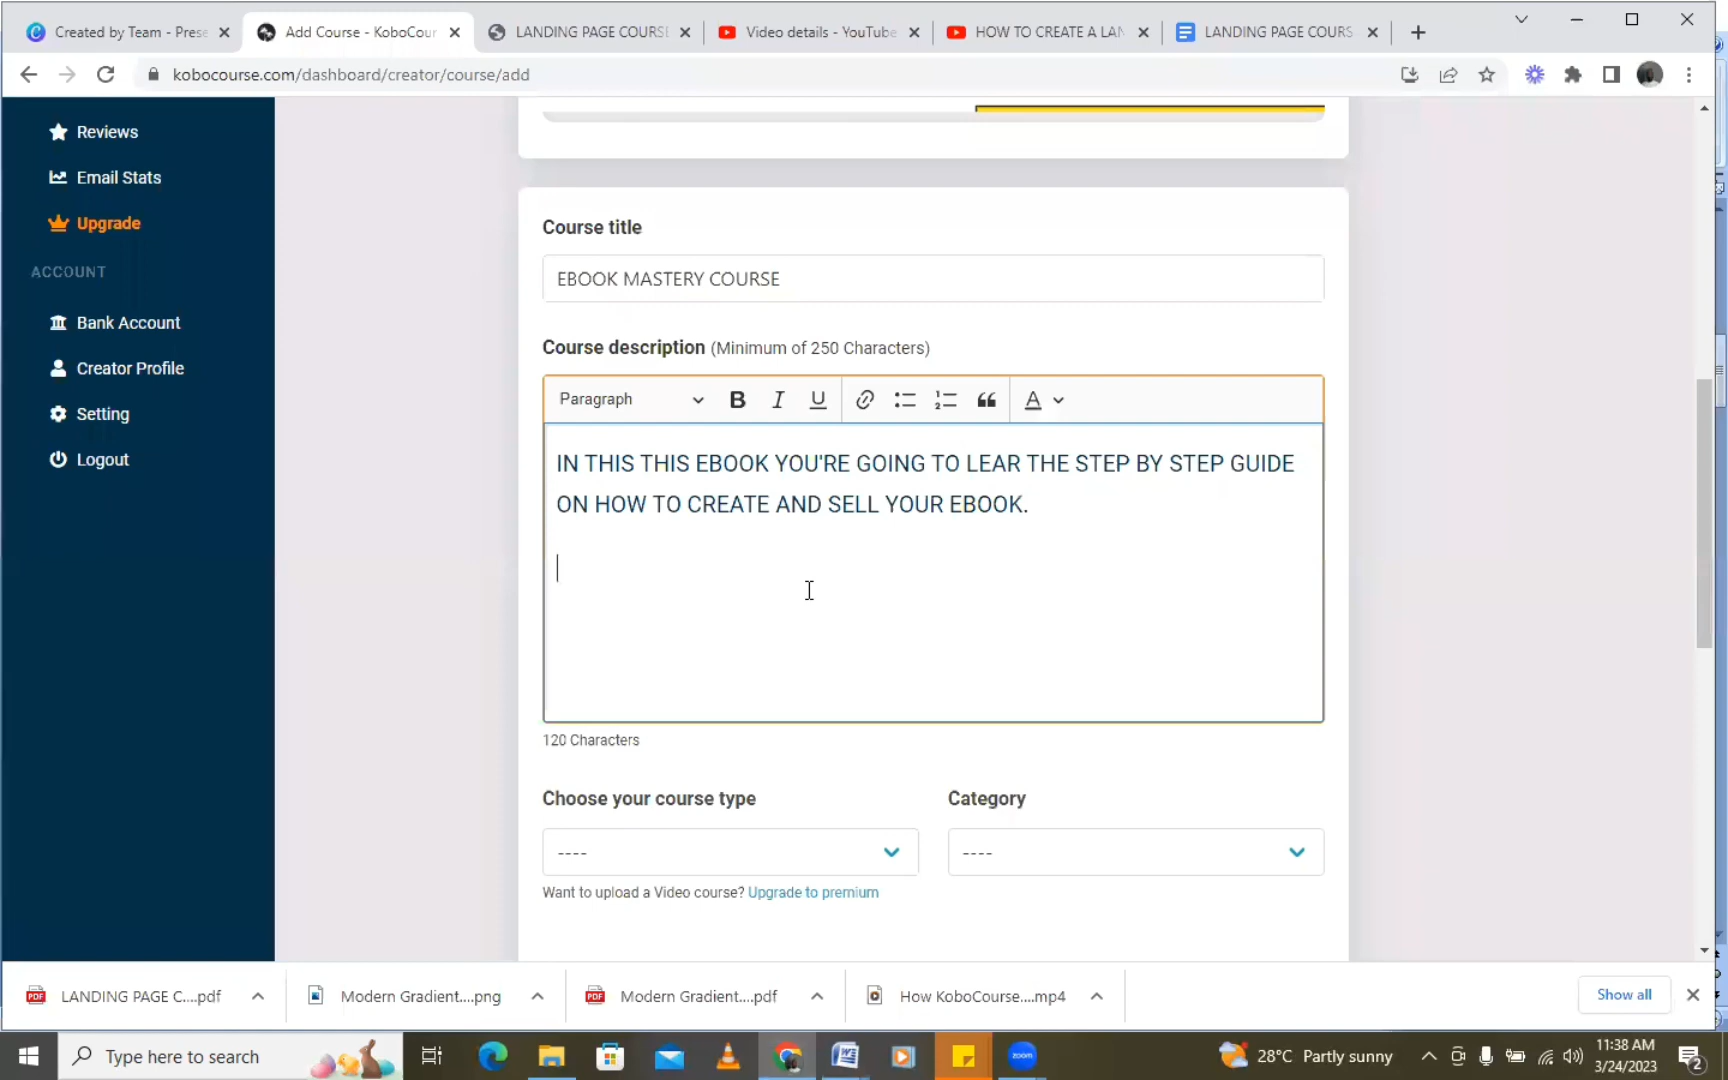 Created by Team - Prese
Add Course - KoboCour
LANDING PAGE COURSE
Video details - YouTube
HOW TO CREATE A LAN
LANDING PAGE COURS
kobocourse.com/dashboard/creator/course/add
Reviews
Email Stats
Upgrade
ACCOUNT
Bank Account
Creator Profile
Setting
Logout
Course title
EBOOK MASTERY COURSE
Course description (Minimum of 250 Characters)
Paragraph
IN THIS THIS EBOOK YOU'RE GOING TO LEAR THE STEP BY STEP GUIDE
ON HOW TO CREATE AND SELL YOUR EBOOK.
120 Characters
Choose your course type
Category
----
----
Want to upload a Video course? Upgrade to premium
LANDING PAGE C....pdf
Modern Gradient....png
Modern Gradient....pdf
How KoboCourse....mp4
Show all
Type here to search
zoom
28°C Partly sunny
11:38 AM
3/24/2023
2